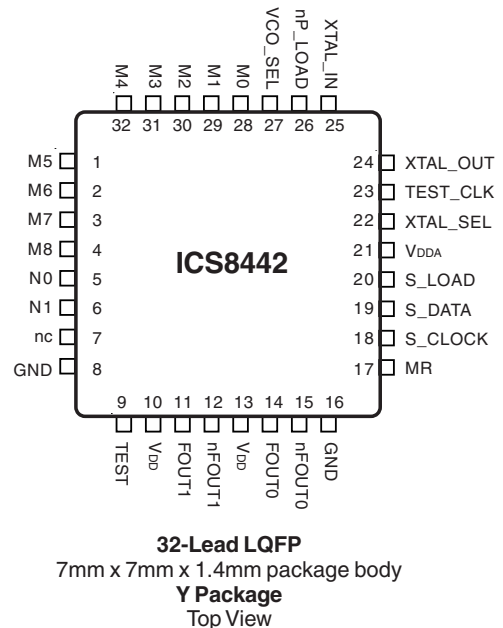 M4
M3
M2
M1
M0
VCO_SEL
nP_LOAD
XTAL_IN
32
31
30
29
28
27
26
25
M5 1
M6 2
M7 3
M8 4
N0 5
N1 6
nc 7
GND 8
ICS8442
24 XTAL_OUT
23 TEST_CLK
22 XTAL_SEL
21 VDDA
20 S_LOAD
19 S_DATA
18 S_CLOCK
17 MR
9
10
11
12
13
14
15
16
TEST
VDD
FOUT1
nFOUT1
VDD
FOUT0
nFOUT0
GND
32-Lead LQFP
7mm x 7mm x 1.4mm package body
Y Package
Top View